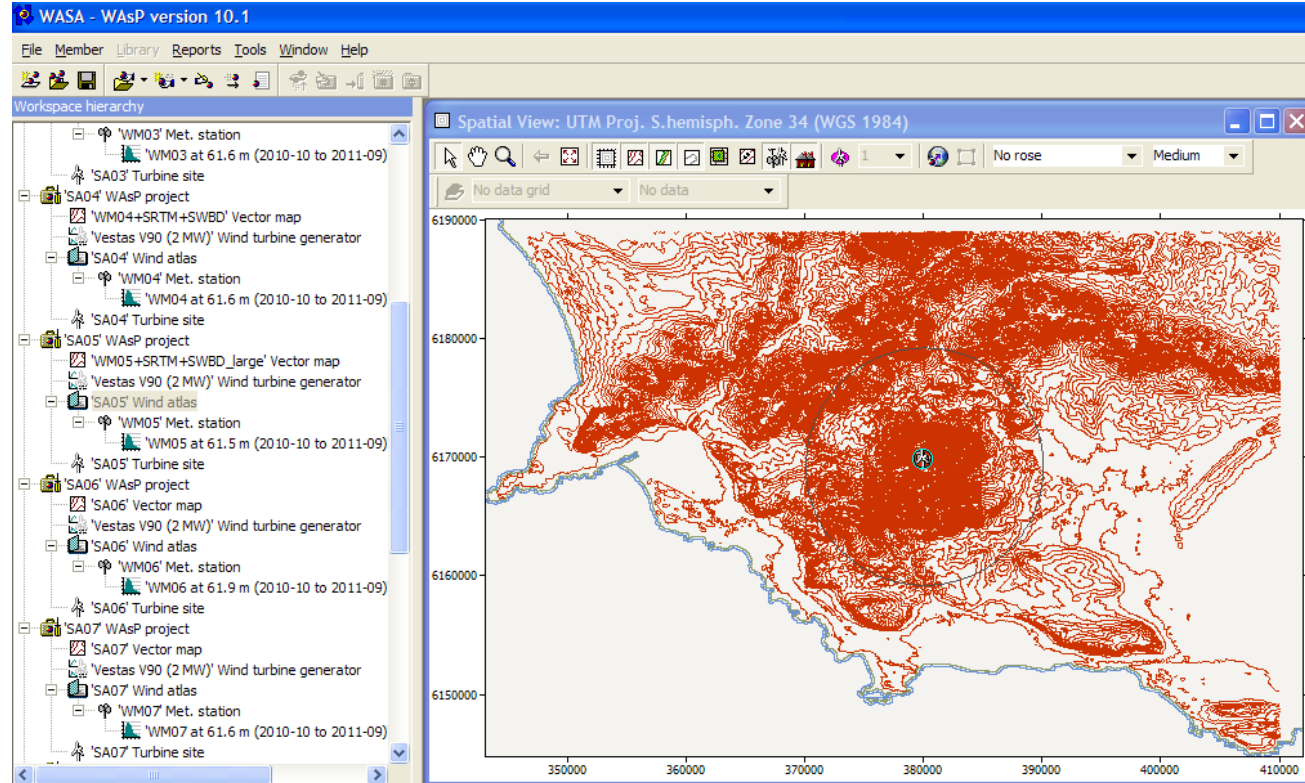 WASA - WAsP version 10.1
File Member Library Reports Tools Window Help
Workspace hierarchy
'WM03' Met. station
'WM03 at 61.6 m (2010-10 to 2011-09)
'SA03' Turbine site
'SA04' WAsP project
'WM04+SRTM+SWBD' Vector map
'Vestas V90 (2 MW)' Wind turbine generator
'SA04' Wind atlas
'WM04' Met. station
'WM04 at 61.6 m (2010-10 to 2011-09)
'SA04' Turbine site
'SA05' WAsP project
'WM05+SRTM+SWBD_large' Vector map
'Vestas V90 (2 MW)' Wind turbine generator
'SA05' Wind atlas
'WM05' Met. station
'WM05 at 61.5 m (2010-10 to 2011-09)
'SA05' Turbine site
'SA06' WAsP project
'SA06' Vector map
'Vestas V90 (2 MW)' Wind turbine generator
'SA06' Wind atlas
'WM06' Met. station
'WM06 at 61.9 m (2010-10 to 2011-09)
'SA06' Turbine site
'SA07' WAsP project
'SA07' Vector map
'Vestas V90 (2 MW)' Wind turbine generator
'SA07' Wind atlas
'WM07' Met. station
'WM07 at 61.6 m (2010-10 to 2011-09)
'SA07' Turbine site
Spatial View: UTM Proj. S.hemisph. Zone 34 (WGS 1984)
1 No rose Medium
No data grid No data
6190000
6180000
6170000
6160000
6150000
350000 360000 370000 380000 390000 400000 410000